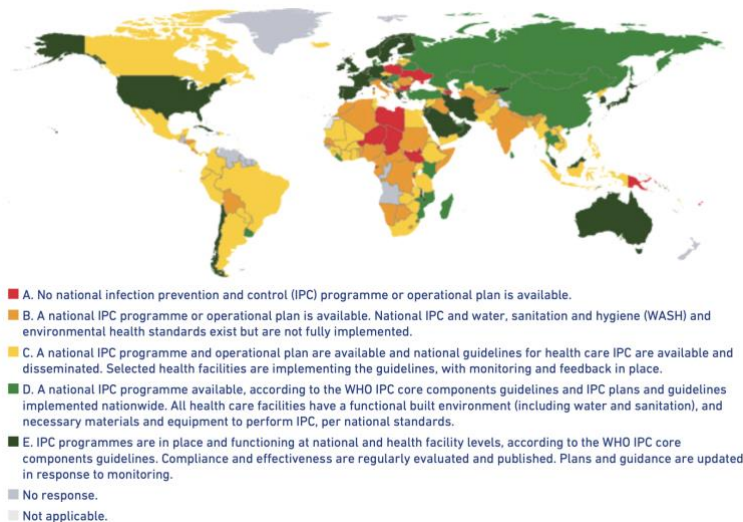 A. No national infection prevention and control (IPC) programme or operational plan is available.
B. A national IPC programme or operational plan is available. National IPC and water, sanitation and hygiene (WASH) and
environmental health standards exist but are not fully implemented.
C. A national IPC programme and operational plan are available and national guidelines for health care IPC are available and
disseminated. Selected health facilities are implementing the guidelines, with monitoring and feedback in place.
D. A national IPC programme available, according to the WHO IPC core components guidelines and IPC plans and guidelines
implemented nationwide. All health care facilities have a functional built environment (including water and sanitation), and
necessary materials and equipment to perform IPC, per national standards.
E. IPC programmes are in place and functioning at national and health facility levels, according to the WHO IPC core
components guidelines. Compliance and effectiveness are regularly evaluated and published. Plans and guidance are updated
in response to monitoring.
No response.
Not applicable.